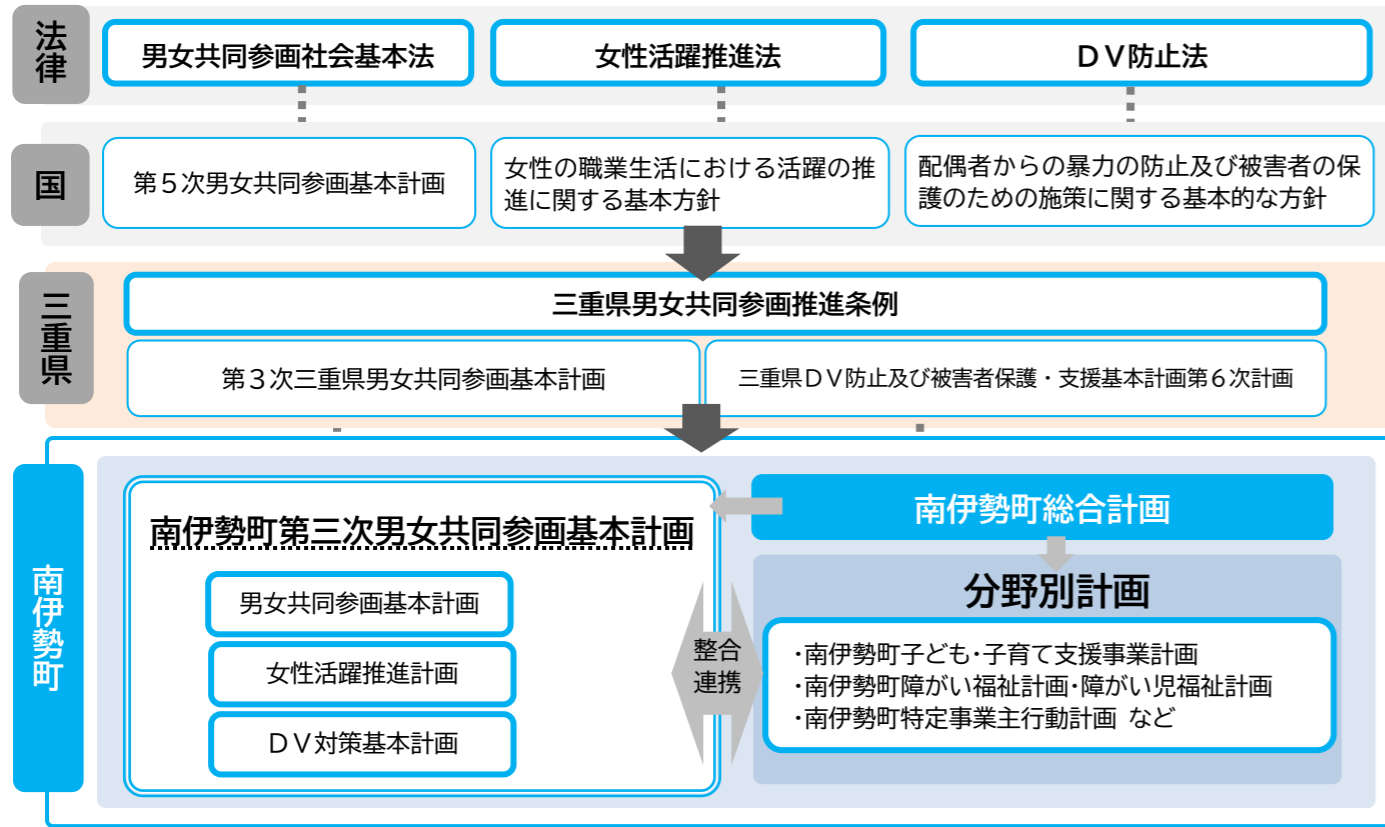 法律
男女共同参画社会基本法
女性活躍推進法
ＤＶ防止法
国
第５次男女共同参画基本計画
女性の職業生活における活躍の推
進に関する基本方針
配偶者からの暴力の防止及び被害者の保
護のための施策に関する基本的な方針
三重県
三重県男女共同参画推進条例
第３次三重県男女共同参画基本計画
三重県ＤＶ防止及び被害者保護・支援基本計画第６次計画
南伊勢町
南伊勢町第三次男女共同参画基本計画
男女共同参画基本計画
女性活躍推進計画
ＤＶ対策基本計画
整合
連携
南伊勢町総合計画
分野別計画
・南伊勢町子ども・子育て支援事業計画
・南伊勢町障がい福祉計画・障がい児福祉計画
・南伊勢町特定事業主行動計画 など